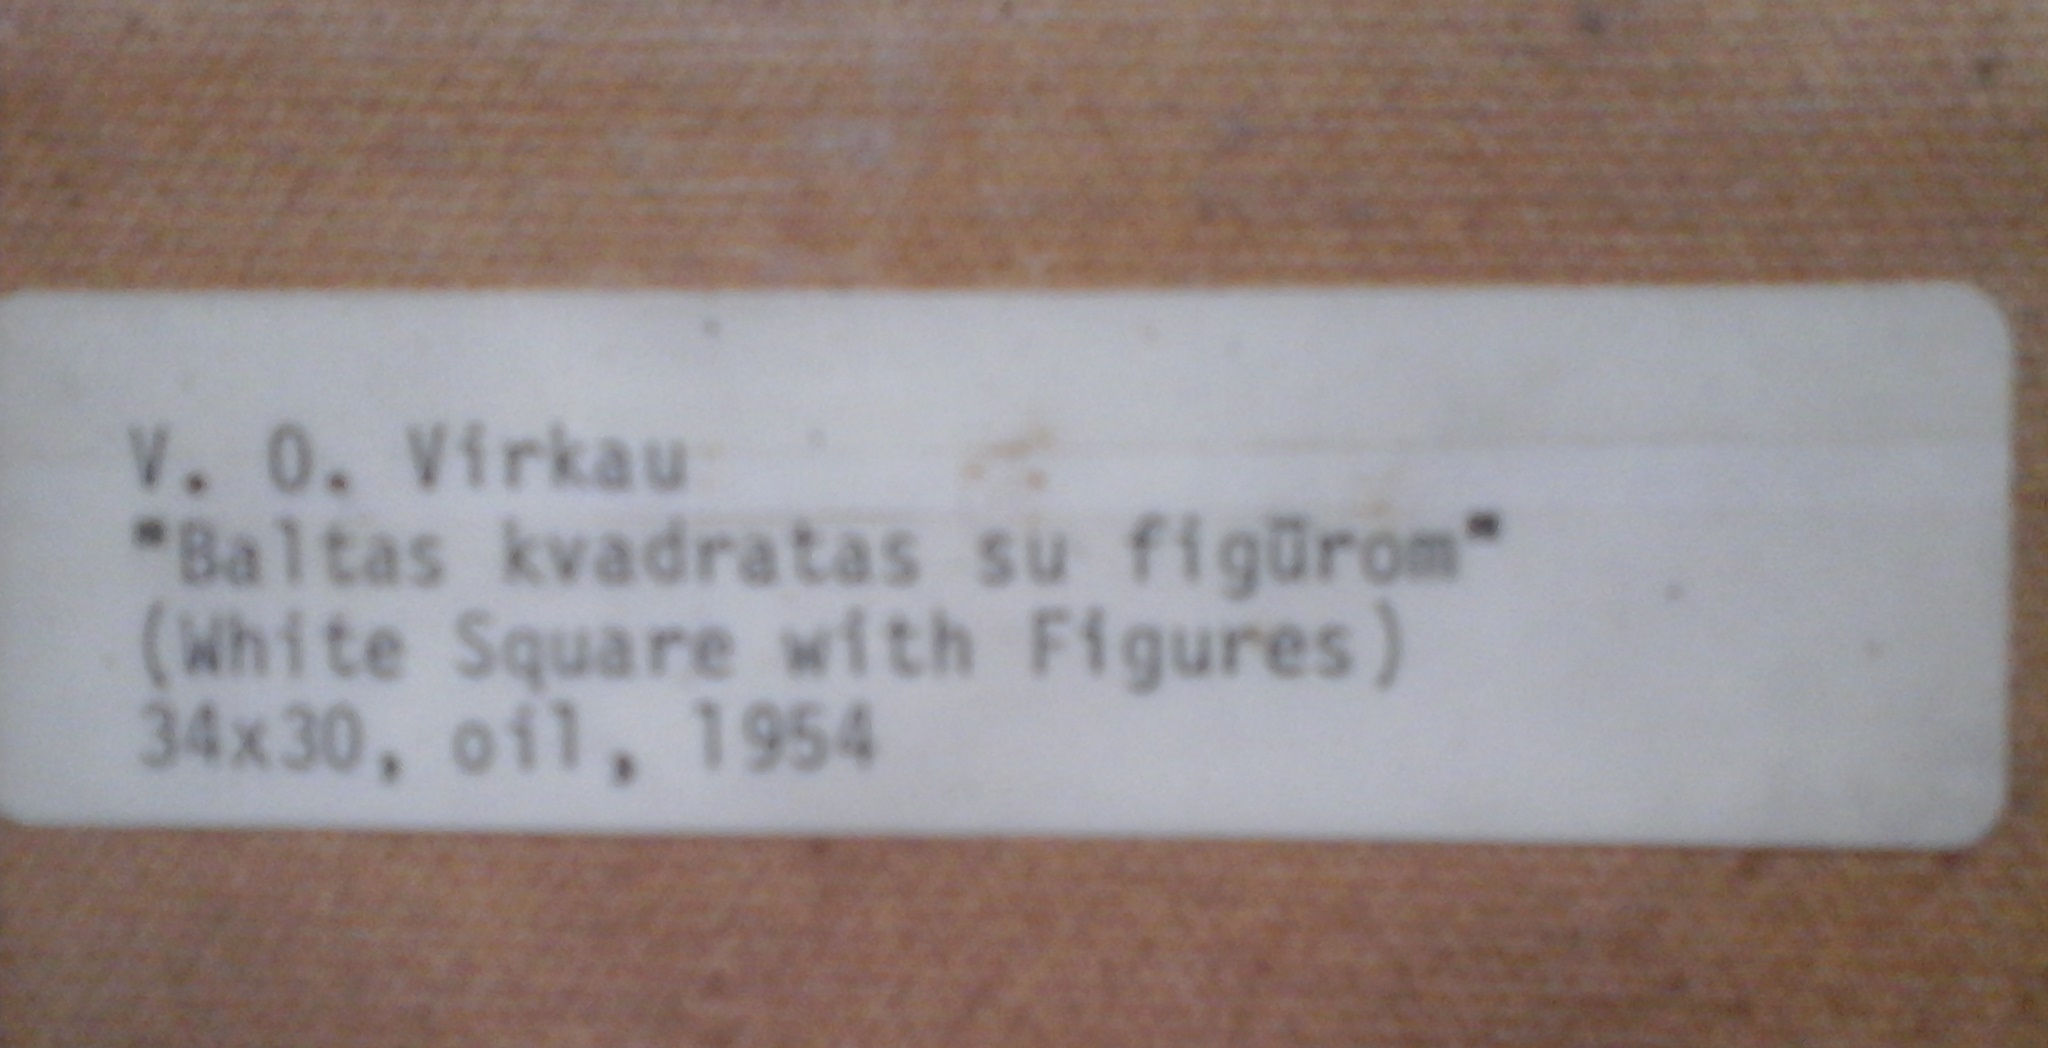 V. O. Virkau
"Baltas kvadratas su figūrom"
(White Square with Figures)
34x30, oil, 1954